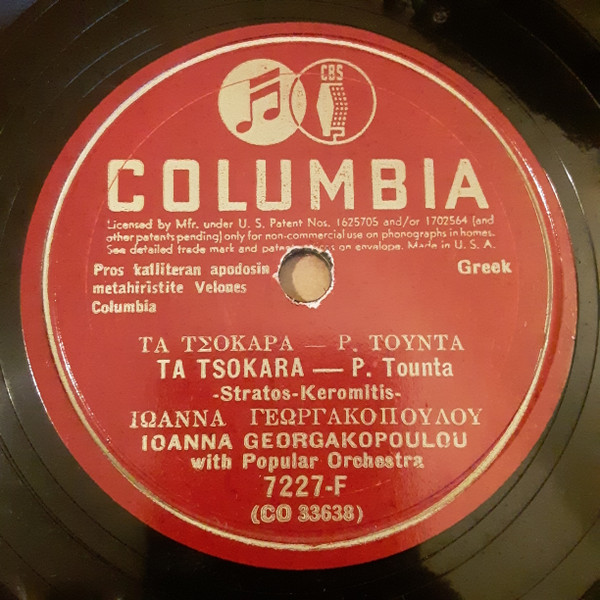 CBS
COLUMBIA
Licensed by Mfr. under U. S. Patent Nos. 1625705 and/or 1702564 (and
other patents pending) only for non-commercial use on phonographs in homes.
See detailed trade mark and on envelope. Made in U. S. A.
Pros kalliteran apodosin
metahiristite Velones
Columbia
Greek
ΤΑ ΤΣΟΚΑΡΑ — Ρ. ΤΟΥΝΤΑ
TA TSOKARA — P. Tounta
-Stratos-Keromitis-
ΙΩΑΝΝΑ ΓΕΩΡΓΑΚΟΠΟΥΛΟΥ
IOANNA GEORGAKOPOULOU
with Popular Orchestra
7227-F
(CO 33638)